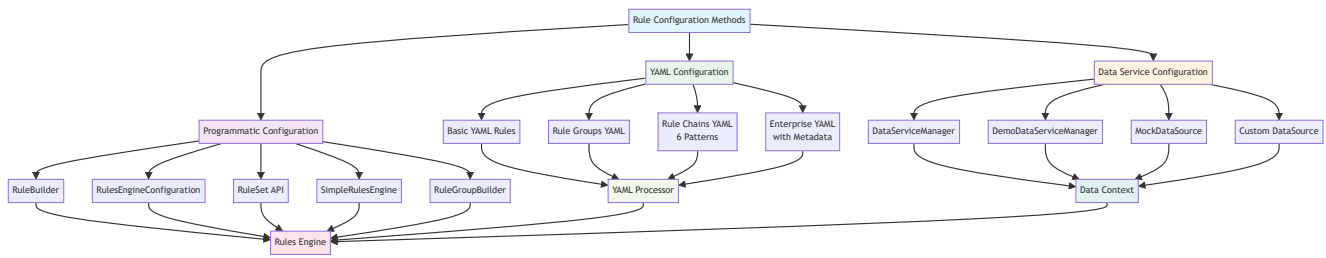 Rule Configuration Methods
YAML Configuration
Data Service Configuration
Programmatic Configuration
Basic YAML Rules
Rule Groups YAML
Rule Chains YAML
6 Patterns
Enterprise YAML
with Metadata
DataServiceManager
DemoDataServiceManager
MockDataSource
Custom DataSource
RuleBuilder
RulesEngineConfiguration
RuleSet API
SimpleRulesEngine
RuleGroupBuilder
YAML Processor
Data Context
Rules Engine